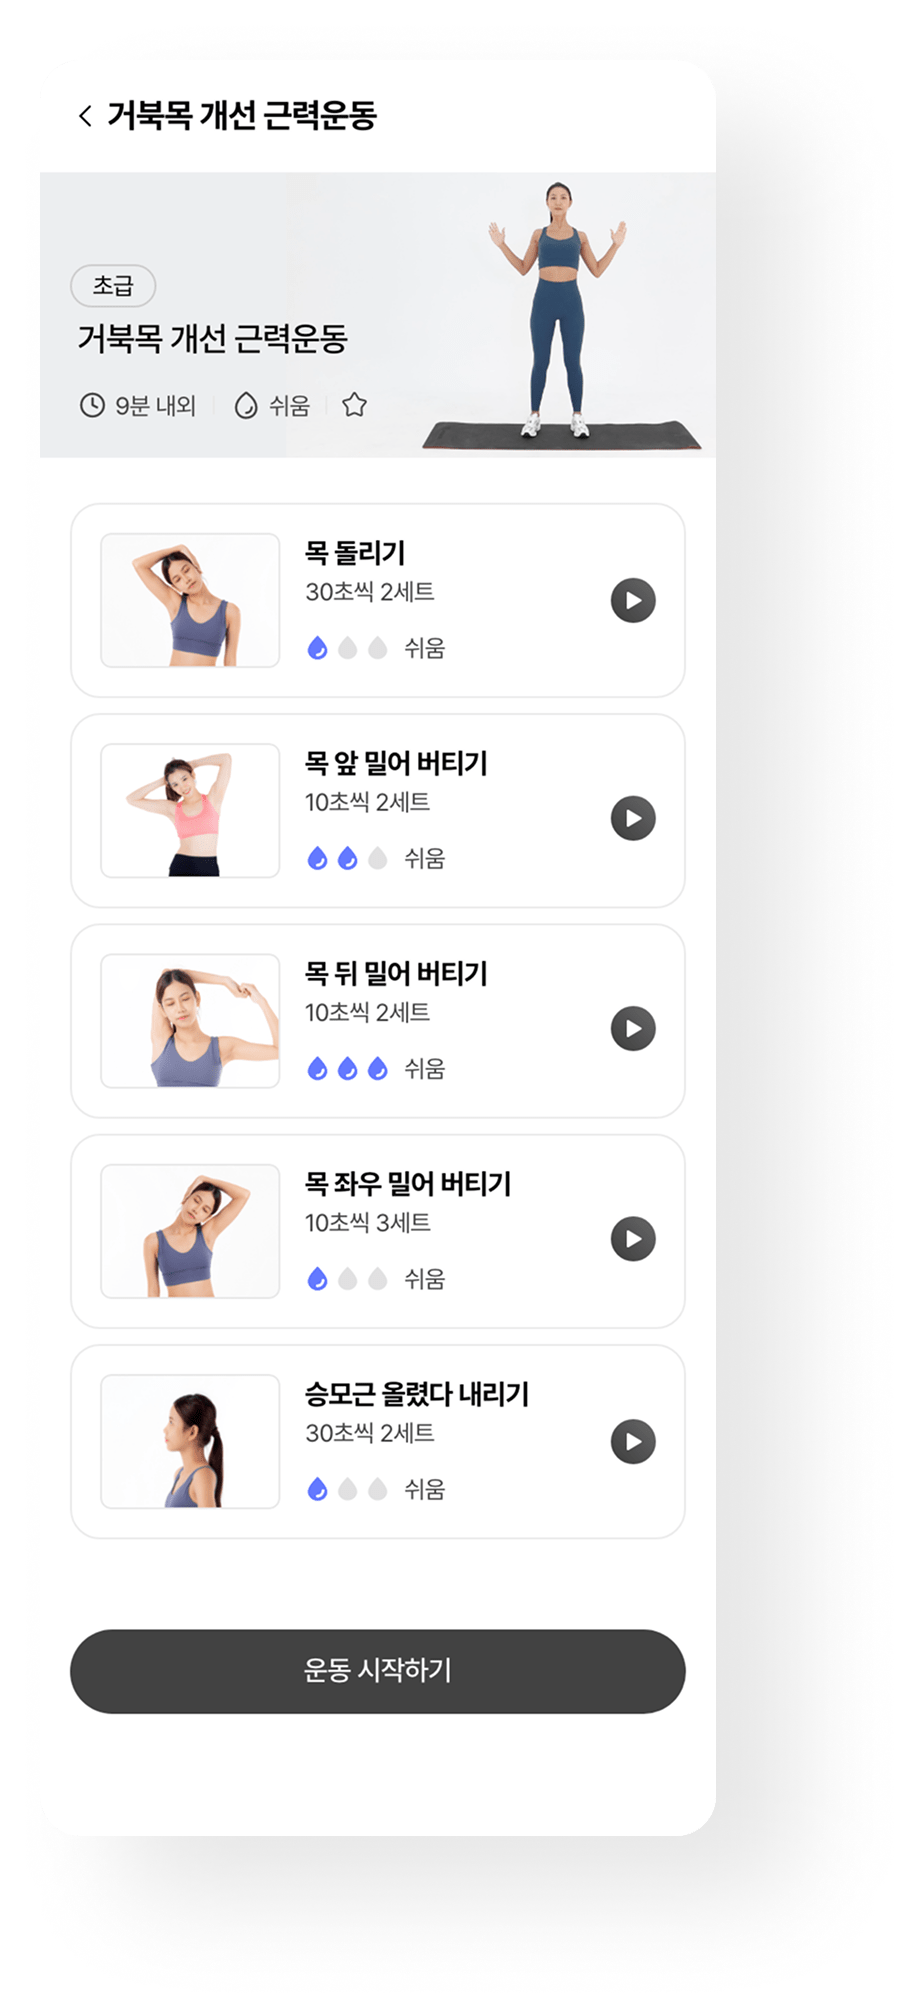 거북목 개선 근력운동
초급
거북목 개선 근력운동
9분 내외 쉬움
목 돌리기
30초씩 2세트
쉬움
목 앞 밀어 버티기
10초씩 2세트
쉬움
목 뒤 밀어 버티기
10초씩 2세트
쉬움
목 좌우 밀어 버티기
10초씩 3세트
쉬움
승모근 올렸다 내리기
30초씩 2세트
쉬움
운동 시작하기